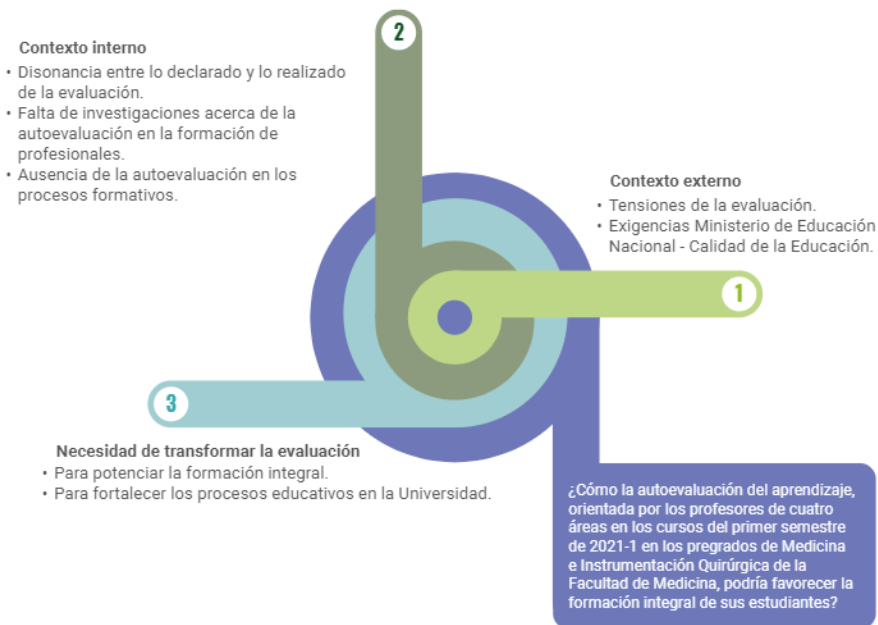 2
Contexto interno
• Disonancia entre lo declarado y lo realizado
de la evaluación.
• Falta de investigaciones acerca de la
autoevaluación en la formación de
profesionales.
• Ausencia de la autoevaluación en los
procesos formativos.
Contexto externo
• Tensiones de la evaluación.
• Exigencias Ministerio de Educación
Nacional - Calidad de la Educación.
1
3
Necesidad de transformar la evaluación
• Para potenciar la formación integral.
• Para fortalecer los procesos educativos en la Universidad.
¿Cómo la autoevaluación del aprendizaje,
orientada por los profesores de cuatro
áreas en los cursos del primer semestre
de 2021-1 en los pregrados de Medicina
e Instrumentación Quirúrgica de la
Facultad de Medicina, podría favorecer la
formación integral de sus estudiantes?